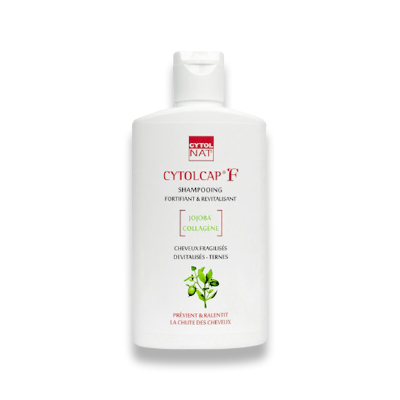 CYTOL
NAT®
CYTOLCAP® F
SHAMPOOING
FORTIFIANT & REVITALISANT
JOJOBA
COLLAGÈNE
CHEVEUX FRAGILISÉS
DÉVITALISÉS - TERNES
PRÉVIENT & RALENTIT
LA CHUTE DES CHEVEUX